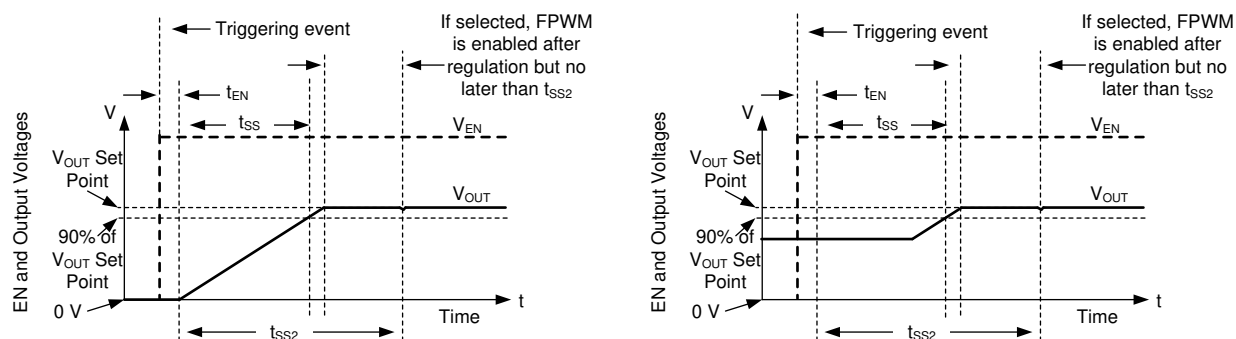 Triggering event
If selected, FPWM
is enabled after
regulation but no
later than tSS2
tEN
V
tSS
VEN
VOUT Set
Point
VOUT
90% of
VOUT Set
Point
0 V
t
Time
tSS2
EN and Output Voltages
Triggering event
If selected, FPWM
is enabled after
regulation but no
later than tSS2
tEN
V
tSS
VEN
VOUT Set
Point
VOUT
90% of
VOUT Set
Point
0 V
t
Time
tSS2
EN and Output Voltages